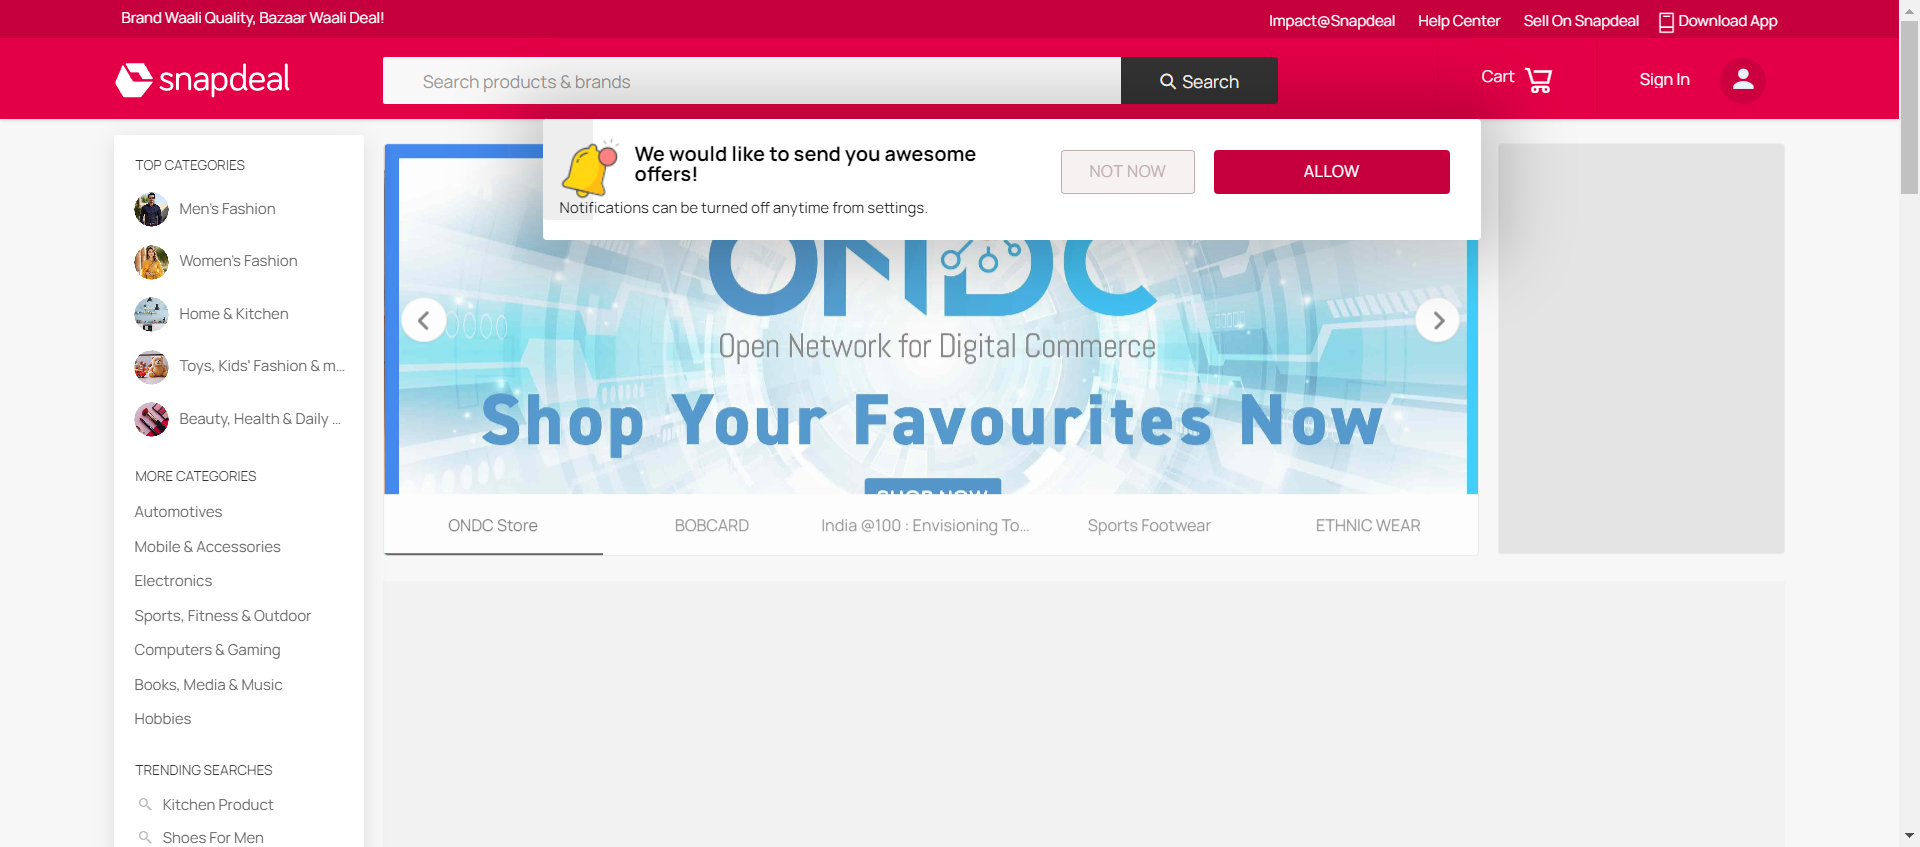 Brand Waali Quality, Bazaar Waali Deal!
Impact@Snapdeal
Help Center
Sell On Snapdeal
Download App
snapdeal
Search products & brands
Search
Cart
Sign In
We would like to send you awesome
offers!
Notifications can be turned off anytime from settings.
NOT NOW
ALLOW
TOP CATEGORIES
Men's Fashion
Women's Fashion
Home & Kitchen
Toys, Kids' Fashion & m...
Beauty, Health & Daily ...
MORE CATEGORIES
Automotives
Mobile & Accessories
Electronics
Sports, Fitness & Outdoor
Computers & Gaming
Books, Media & Music
Hobbies
TRENDING SEARCHES
Kitchen Product
Shoes For Men
ONDC
Open Network for Digital Commerce
Shop Your Favourites Now
SHOP NOW
ONDC Store
BOBCARD
India @100 : Envisioning To...
Sports Footwear
ETHNIC WEAR